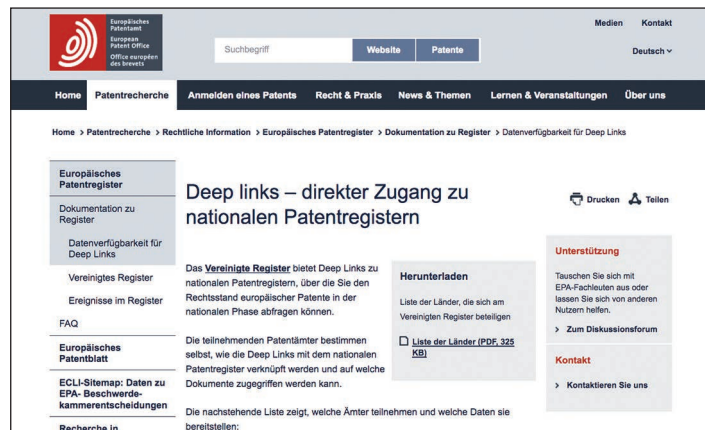 Europäisches
Patentamt
European
Patent Office
Office européen
des brevets
Suchbegriff
Website
Patente
Medien
Kontakt
Deutsch
Home
Patentrecherche
Anmelden eines Patents
Recht & Praxis
News & Themen
Lernen & Veranstaltungen
Über uns
Home > Patentrecherche > Rechtliche Information > Europäisches Patentregister > Dokumentation zu Register > Datenverfügbarkeit für Deep Links
Europäisches
Patentregister
Dokumentation zu
Register
Datenverfügbarkeit für
Deep Links
Vereinigtes Register
Ereignisse im Register
FAQ
Europäisches
Patentblatt
ECLI-Sitemap: Daten zu
EPA- Beschwerde-
kammerentscheidungen
Recherche in
Deep links – direkter Zugang zu
nationalen Patentregistern
Drucken
Teilen
Das Vereinigte Register bietet Deep Links zu
nationalen Patentregistern, über die Sie den
Rechtsstand europäischer Patente in der
nationalen Phase abfragen können.
Die teilnehmenden Patentämter bestimmen
selbst, wie die Deep Links mit dem nationalen
Patentregister verknüpft werden und auf welche
Dokumente zugegriffen werden kann.
Die nachstehende Liste zeigt, welche Ämter teilnehmen und welche Daten sie
bereitstellen:
Herunterladen
Liste der Länder, die sich am
Vereinigten Register beteiligen
Liste der Länder (PDF, 325
KB)
Unterstützung
Tauschen Sie sich mit
EPA-Fachleuten aus oder
lassen Sie sich von anderen
Nutzern helfen.
> Zum Diskussionsforum
Kontakt
> Kontaktieren Sie uns